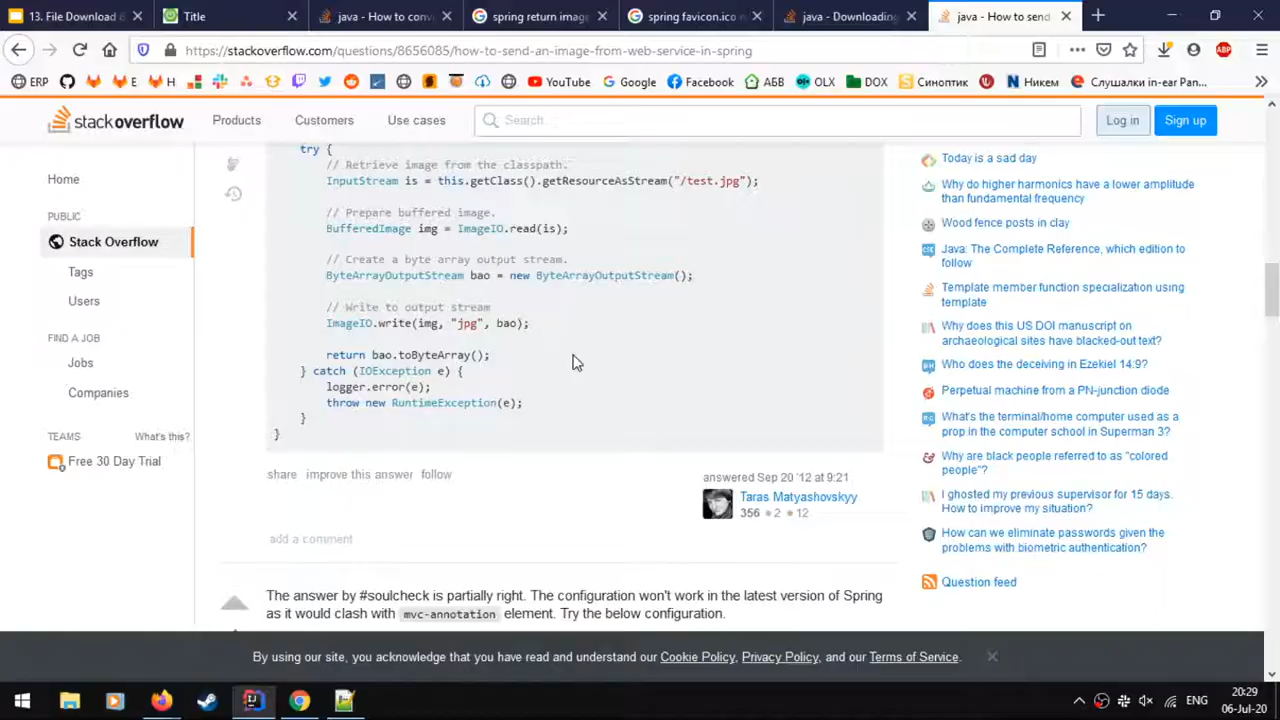 13. File Download &
Title
java - How to conv
spring return imag
spring favicon.ico n
java - Downloading
java - How to send
https://stackoverflow.com/questions/8656085/how-to-send-an-image-from-web-service-in-spring
ERP
E
H
YouTube
Google
Facebook
АБВ
OLX
DOX
Синоптик
Никем
Слушалки in-ear Pan...
stackoverflow
Products
Customers
Use cases
Search...
Log in
Sign up
Home
PUBLIC
Stack Overflow
Tags
Users
FIND A JOB
Jobs
Companies
TEAMS
What's this?
Free 30 Day Trial
try {
// Retrieve image from the classpath.
InputStream is = this.getClass().getResourceAsStream("/test.jpg");
// Prepare buffered image.
BufferedImage img = ImageIO.read(is);
// Create a byte array output stream.
ByteArrayOutputStream bao = new ByteArrayOutputStream();
// Write to output stream
ImageIO.write(img, "jpg", bao);
return bao.toByteArray();
} catch (IOException e) {
logger.error(e);
throw new RuntimeException(e);
}
}
share improve this answer follow
answered Sep 20 '12 at 9:21
Taras Matyashovskyy
356 2 12
add a comment
The answer by #soulcheck is partially right. The configuration won't work in the latest version of Spring
as it would clash with mvc-annotation element. Try the below configuration.
Today is a sad day
Why do higher harmonics have a lower amplitude
than fundamental frequency
Wood fence posts in clay
Java: The Complete Reference, which edition to
follow
Template member function specialization using
template
Why does this US DOI manuscript on
archaeological sites have blacked-out text?
Who does the deceiving in Ezekiel 14:9?
Perpetual machine from a PN-junction diode
What's the terminal/home computer used as a
prop in the computer school in Superman 3?
Why are black people referred to as "colored
people"?
I ghosted my previous supervisor for 15 days.
How to improve my situation?
How can we eliminate passwords given the
problems with biometric authentication?
Question feed
By using our site, you acknowledge that you have read and understand our Cookie Policy, Privacy Policy, and our Terms of Service.
ENG
20:29
06-Jul-20